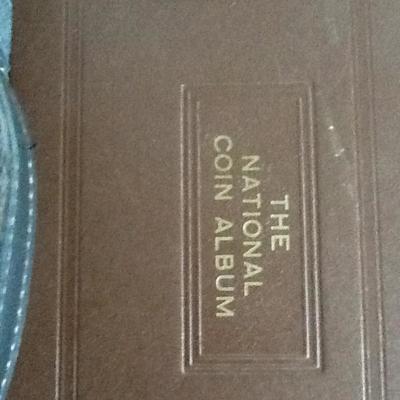 THE
NATIONAL
COIN ALBUM